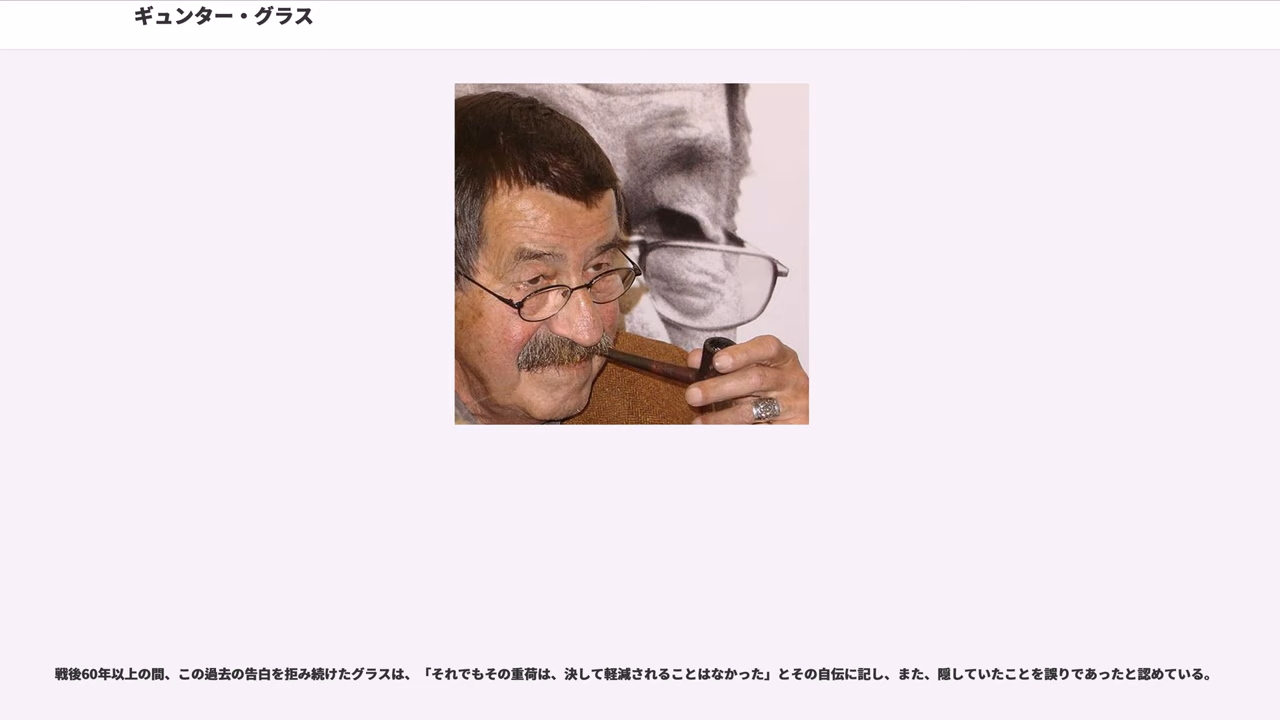 ギュンター・グラス
戦後60年以上の間、この過去の告白を拒み続けたグラスは、「それでもその重荷は、決して軽減されることはなかった」とその自伝に記し、また、隠していたことを誤りであったと認めている。